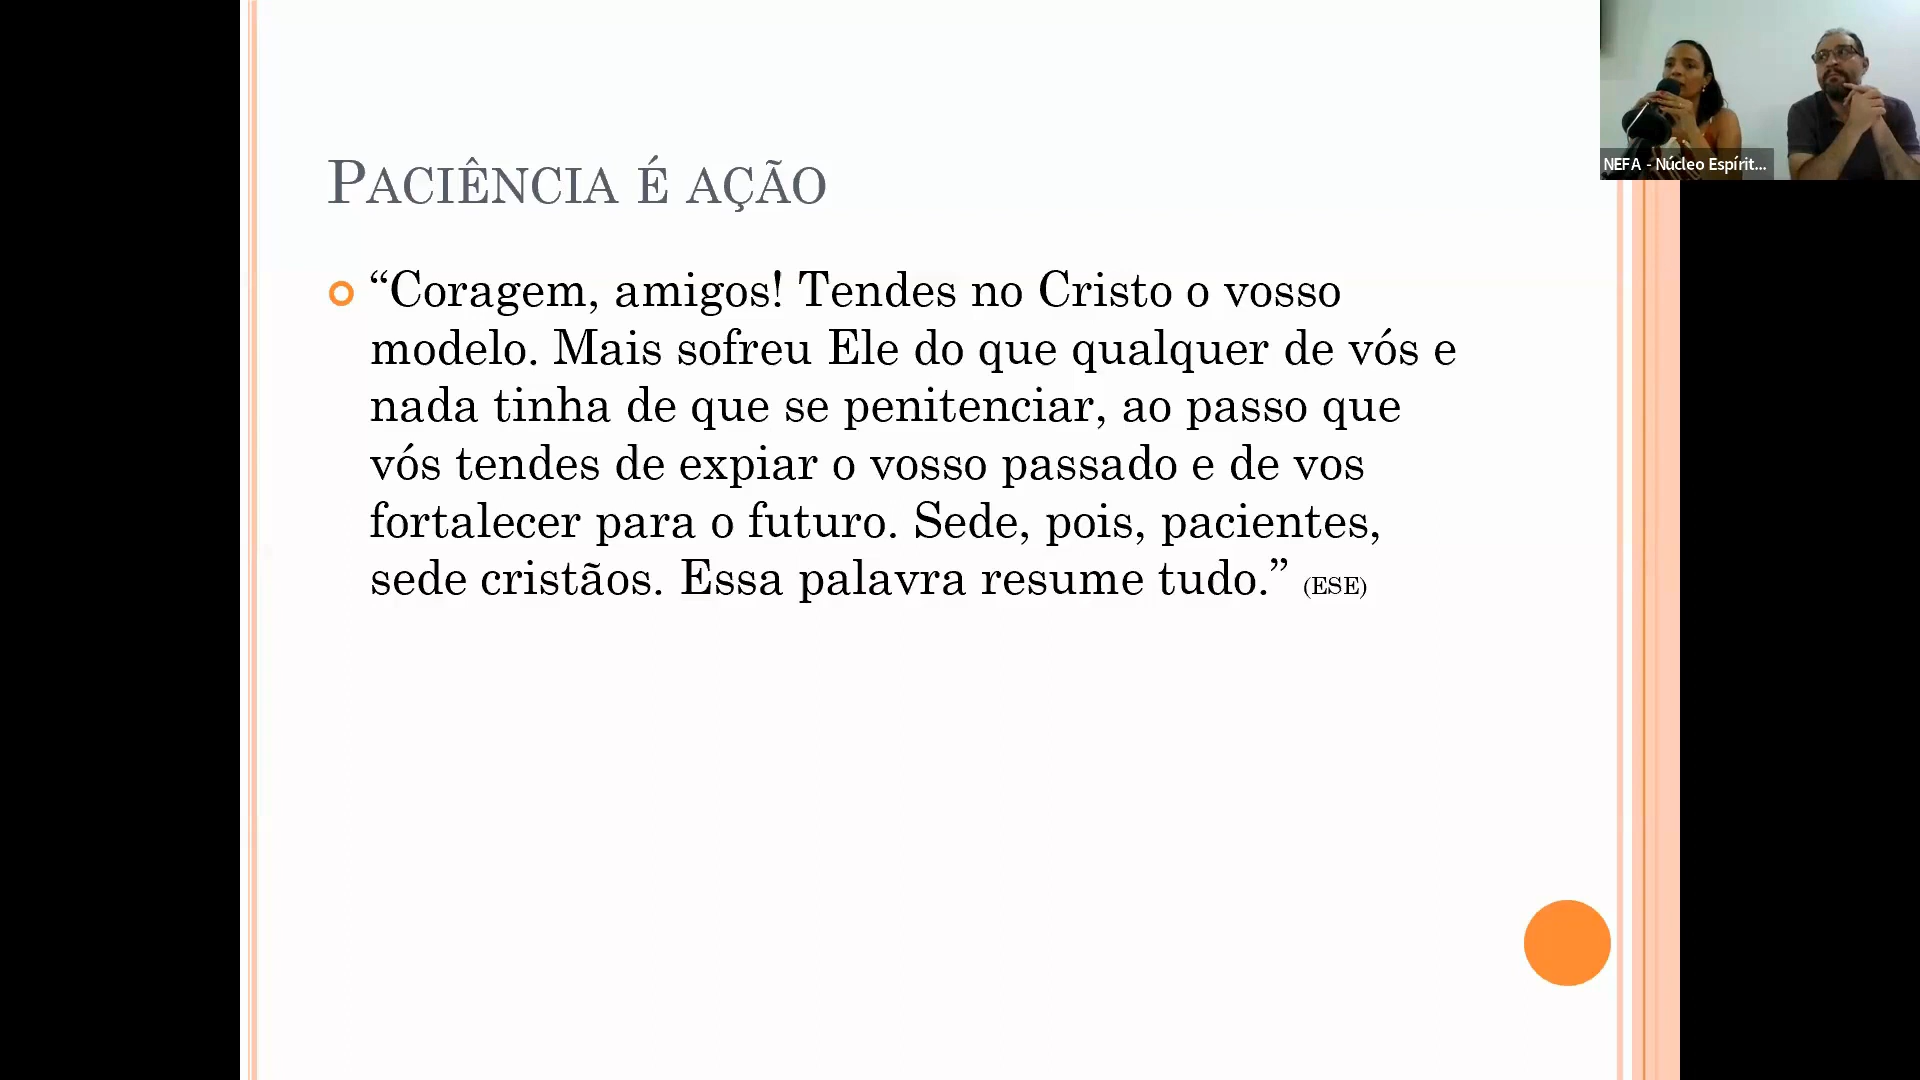 PACIÊNCIA É AÇÃO
“Coragem, amigos! Tendes no Cristo o vosso
modelo. Mais sofreu Ele do que qualquer de vós e
nada tinha de que se penitenciar, ao passo que
vós tendes de expiar o vosso passado e de vos
fortalecer para o futuro. Sede, pois, pacientes,
sede cristãos. Essa palavra resume tudo.” (ESE)
NEFA - Núcleo Espírit...